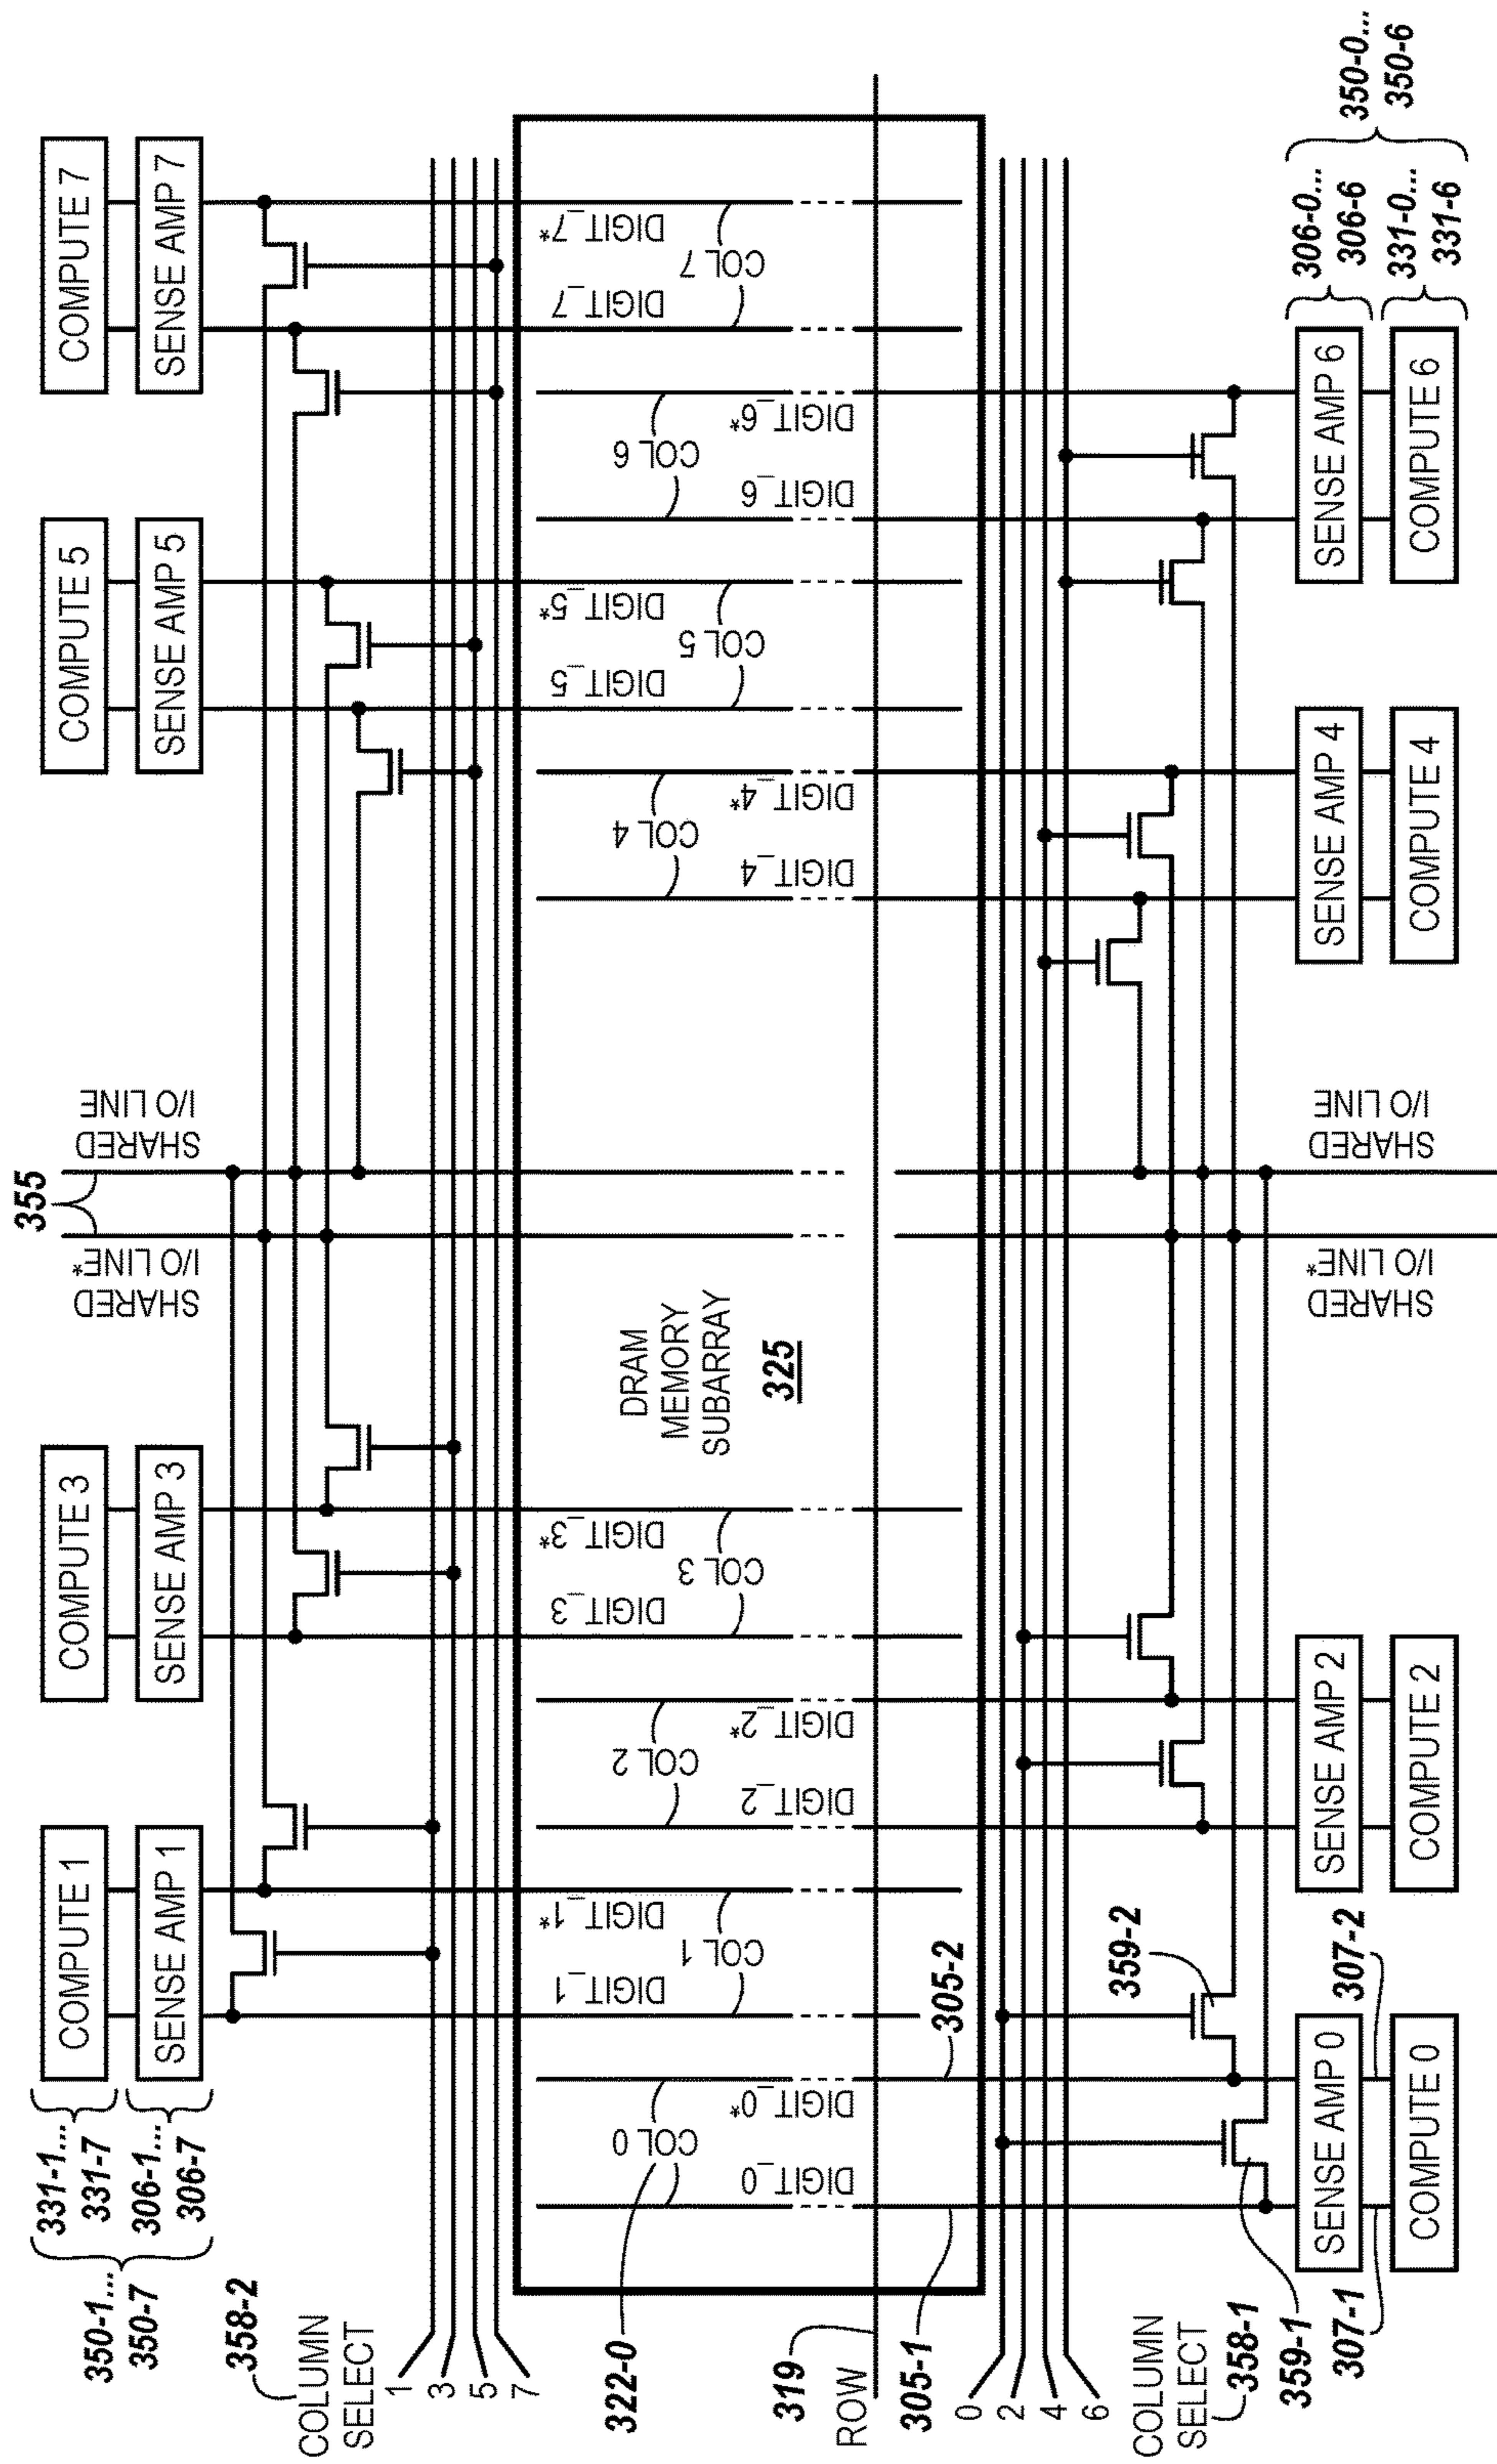 355
350-1...
350-7
331-1...
331-7
306-1...
306-7
COMPUTE 1
COMPUTE 3
COMPUTE 5
COMPUTE 7
SENSE AMP 1
SENSE AMP 3
SENSE AMP 5
SENSE AMP 7
SHARED
I/O LINE*
SHARED
I/O LINE
358-2
COLUMN
SELECT
1
3
5
7
322-0
DIGIT_1
COL 1
DIGIT_1*
DIGIT_3
COL 3
DIGIT_3*
DIGIT_5
COL 5
DIGIT_5*
DIGIT_7
COL 7
DIGIT_7*
DRAM
MEMORY
SUBARRAY
325
DIGIT_0
COL 0
DIGIT_0*
DIGIT_2
COL 2
DIGIT_2*
DIGIT_4
COL 4
DIGIT_4*
DIGIT_6
COL 6
DIGIT_6*
319
ROW
305-1
305-2
0
2
4
6
COLUMN
SELECT
358-1
359-1
359-2
307-1
307-2
SHARED
I/O LINE*
SHARED
I/O LINE
SENSE AMP 0
SENSE AMP 2
SENSE AMP 4
SENSE AMP 6
COMPUTE 0
COMPUTE 2
COMPUTE 4
COMPUTE 6
306-0...
306-6
331-0...
331-6
350-0...
350-6